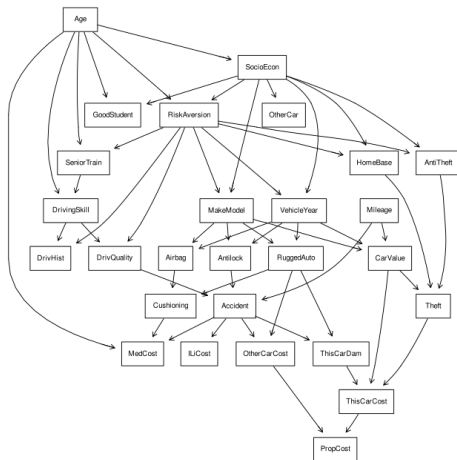 Age
SocioEcon
GoodStudent
RiskAversion
OtherCar
SeniorTrain
HomeBase
AntiTheft
DrivingSkill
MakeModel
VehicleYear
Mileage
DrivHist
DrivQuality
Airbag
Antilock
RuggedAuto
CarValue
Cushioning
Accident
Theft
MedCost
ILiCost
OtherCarCost
ThisCarDam
ThisCarCost
PropCost